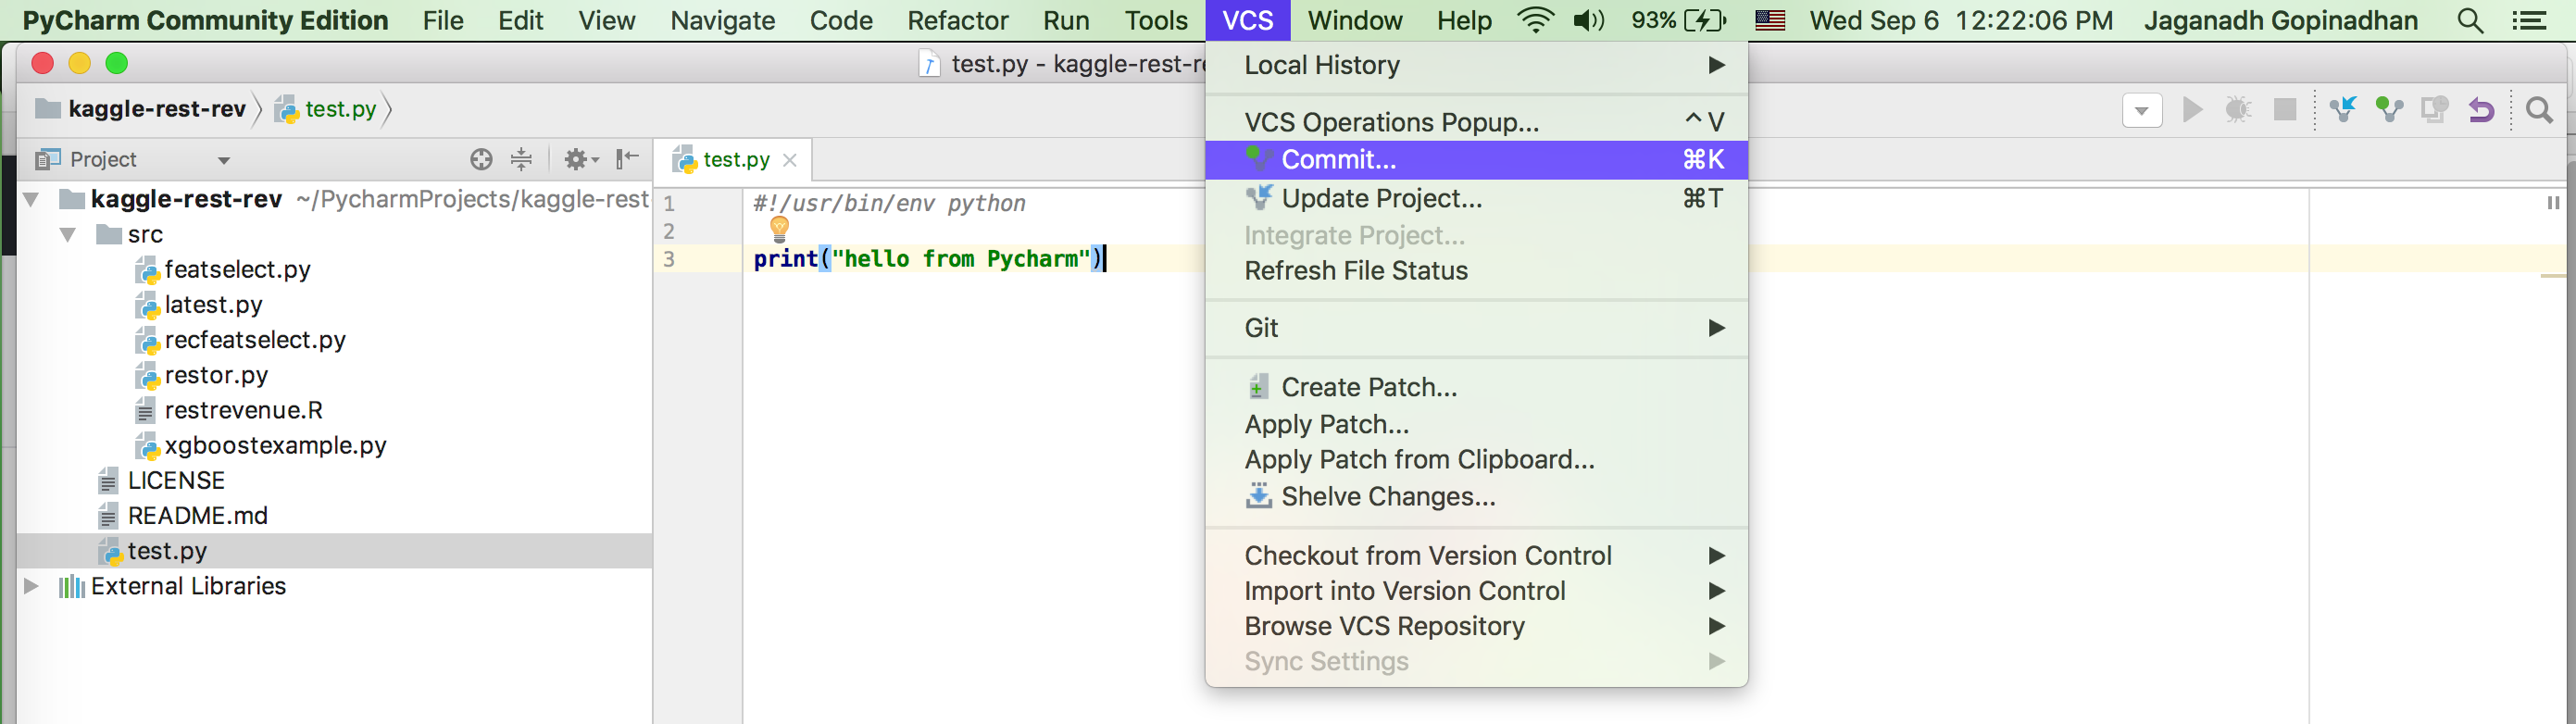 PyCharm Community Edition File Edit View Navigate Code Refactor Run Tools VCS Window Help 93% Wed Sep 6 12:22:06 PM Jaganadh Gopinadhan
test.py - kaggle-rest-re
kaggle-rest-rev test.py
Project
test.py
kaggle-rest-rev ~/PycharmProjects/kaggle-rest
src
featselect.py
latest.py
recfeatselect.py
restor.py
restrevenue.R
xgboostexample.py
LICENSE
README.md
test.py
External Libraries
1 #!/usr/bin/env python
2
3 print("hello from Pycharm")
Local History
VCS Operations Popup... ^V
Commit... ⌘K
Update Project... ⌘T
Integrate Project...
Refresh File Status
Git
Create Patch...
Apply Patch...
Apply Patch from Clipboard...
Shelve Changes...
Checkout from Version Control
Import into Version Control
Browse VCS Repository
Sync Settings